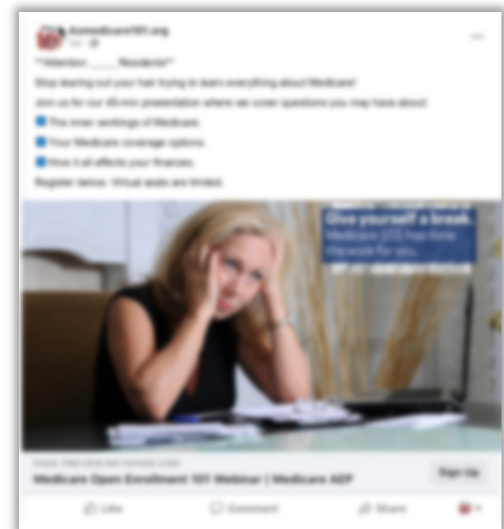 Azmedicare101.org
**Attention _____ Residents**
Stop tearing out your hair trying to learn everything about Medicare!
Join us for our 45-min presentation where we cover questions you may have about:
The inner workings of Medicare.
Your Medicare coverage options.
How it all affects your finances.
Register below. Virtual seats are limited.
Give yourself a break.
Medicare 101 has done
the work for you.
Medicare Open Enrollment 101 Webinar | Medicare AEP
Sign Up
Like
Comment
Share